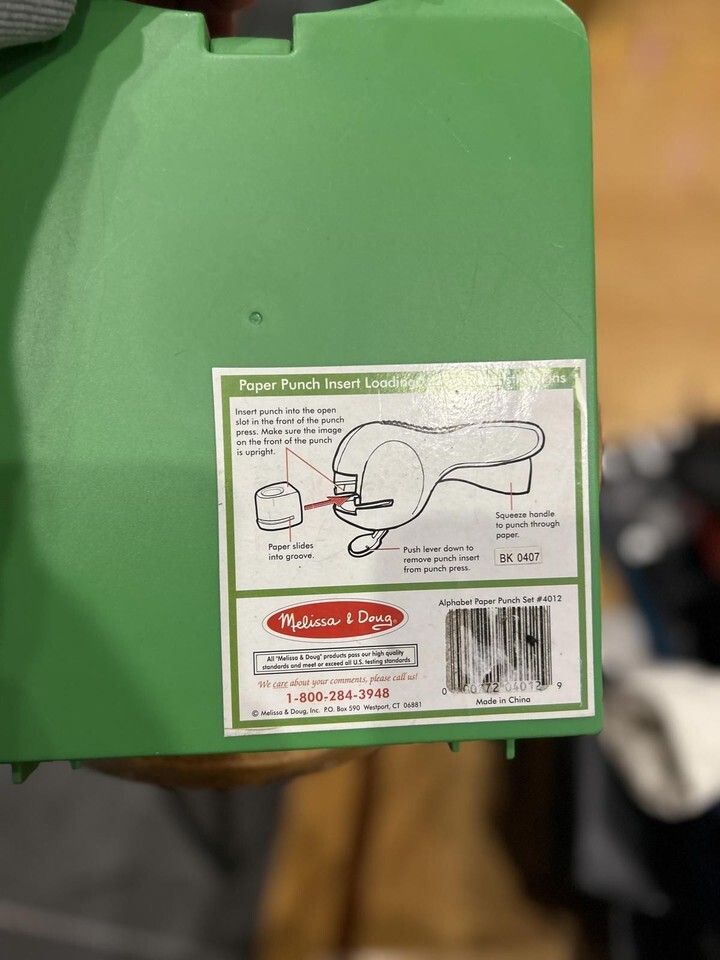 Paper Punch Insert Loading
Insert punch into the open
slot in the front of the punch
press. Make sure the image
on the front of the punch
is upright.
Paper slides
into groove.
Push lever down to
remove punch insert
from punch press.
Squeeze handle
to punch through
paper.
BK 0407
Melissa & Doug®
All "Melissa & Doug" products pass our high quality
standards and meet or exceed all U.S. testing standards
We care about your comments, please call us!
1-800-284-3948
© Melissa & Doug, Inc. P.O. Box 590 Westport, CT 06881
Alphabet Paper Punch Set #4012
0 00772 04012 9
Made in China